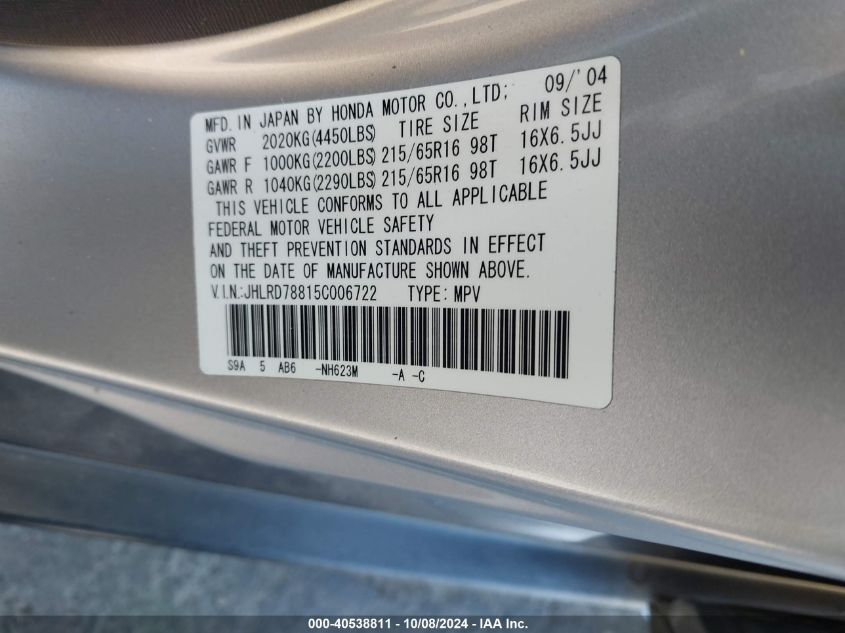 MFD. IN JAPAN BY HONDA MOTOR CO., LTD; 09/'04
GVWR 2020KG(4450LBS) TIRE SIZE RIM SIZE
GAWR F 1000KG(2200LBS) 215/65R16 98T 16X6.5JJ
GAWR R 1040KG(2290LBS) 215/65R16 98T 16X6.5JJ
THIS VEHICLE CONFORMS TO ALL APPLICABLE
FEDERAL MOTOR VEHICLE SAFETY
AND THEFT PREVENTION STANDARDS IN EFFECT
ON THE DATE OF MANUFACTURE SHOWN ABOVE.
V.I.N.:JHLRD78815C006722 TYPE: MPV
S9A 5 AB6 -NH623M -A -C
000-40538811 - 10/08/2024 - IAA Inc.